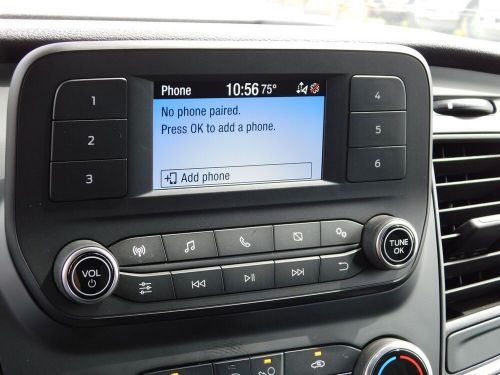 Phone 10:56 75°
No phone paired.
Press OK to add a phone.
Add phone
1
2
3
4
5
6
VOL
TUNE
OK